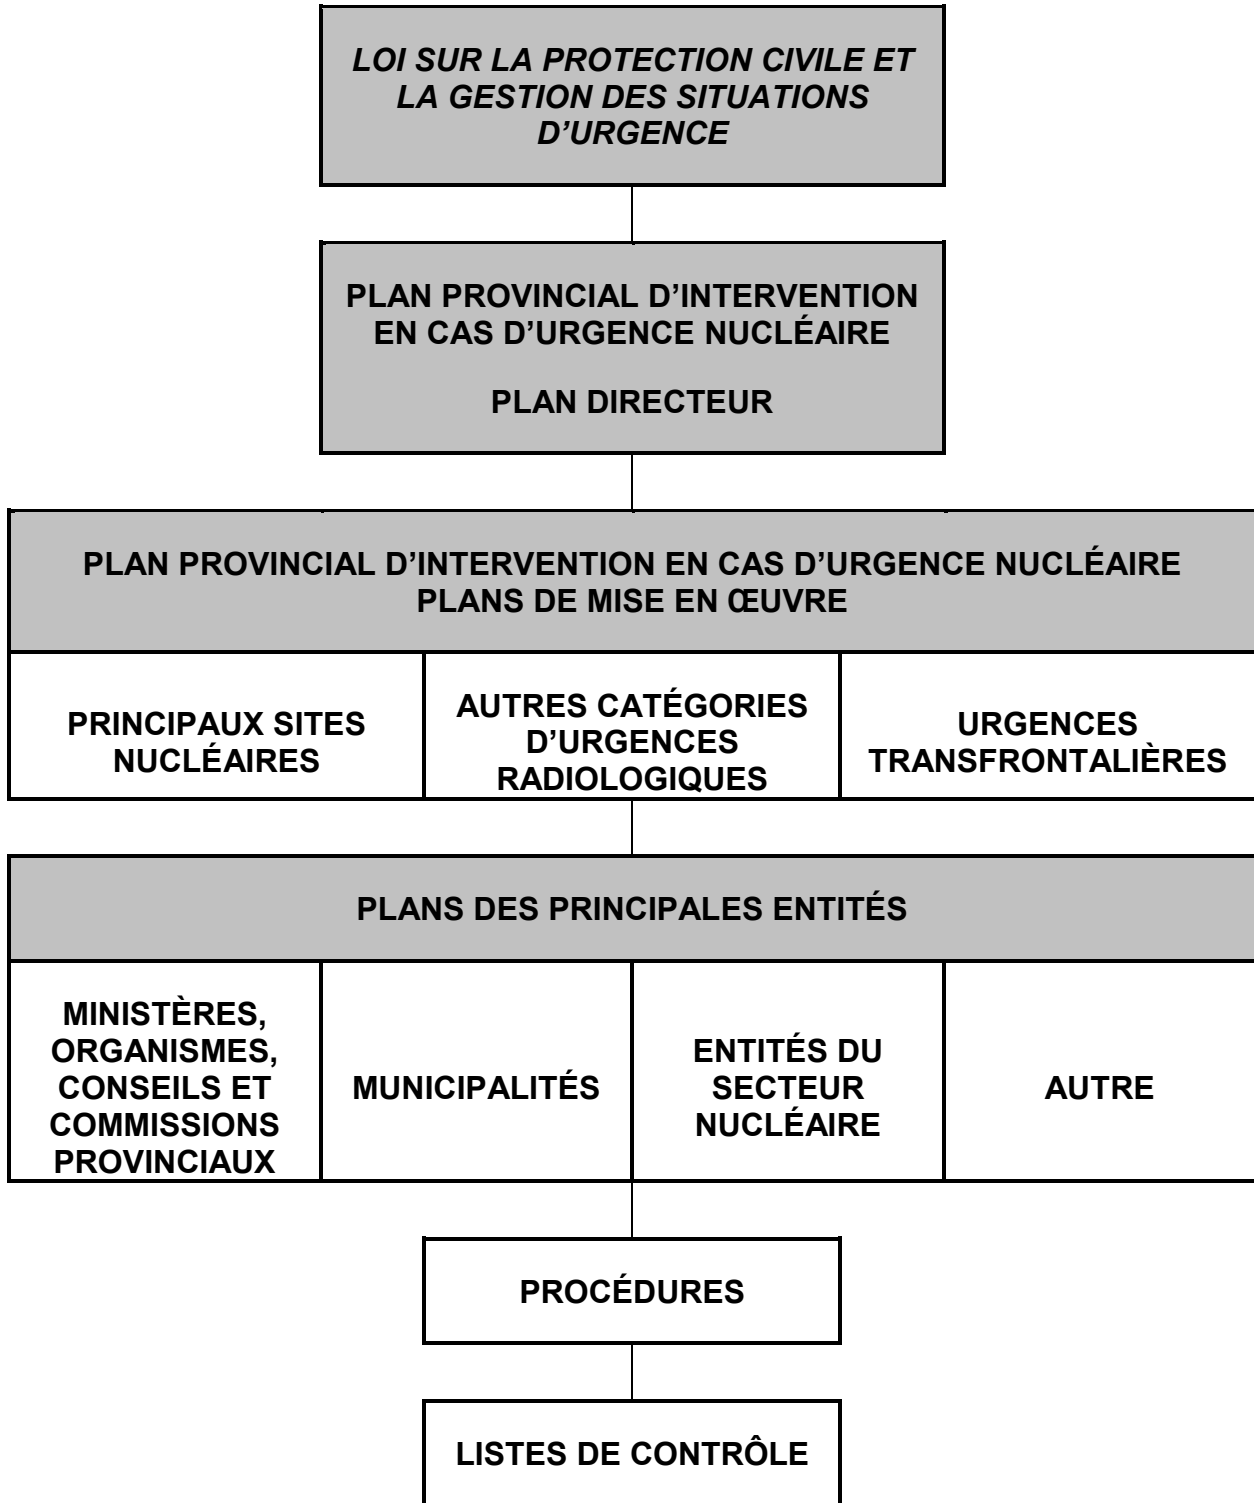 LOI SUR LA PROTECTION CIVILE ET
LA GESTION DES SITUATIONS
D’URGENCE
PLAN PROVINCIAL D’INTERVENTION
EN CAS D’URGENCE NUCLÉAIRE
PLAN DIRECTEUR
PLAN PROVINCIAL D’INTERVENTION EN CAS D’URGENCE NUCLÉAIRE
PLANS DE MISE EN ŒUVRE
PRINCIPAUX SITES
NUCLÉAIRES
AUTRES CATÉGORIES
D’URGENCES
RADIOLOGIQUES
URGENCES
TRANSFRONTALIÈRES
PLANS DES PRINCIPALES ENTITÉS
MINISTÈRES,
ORGANISMES,
CONSEILS ET
COMMISSIONS
PROVINCIAUX
MUNICIPALITÉS
ENTITÉS DU
SECTEUR
NUCLÉAIRE
AUTRE
PROCÉDURES
LISTES DE CONTRÔLE